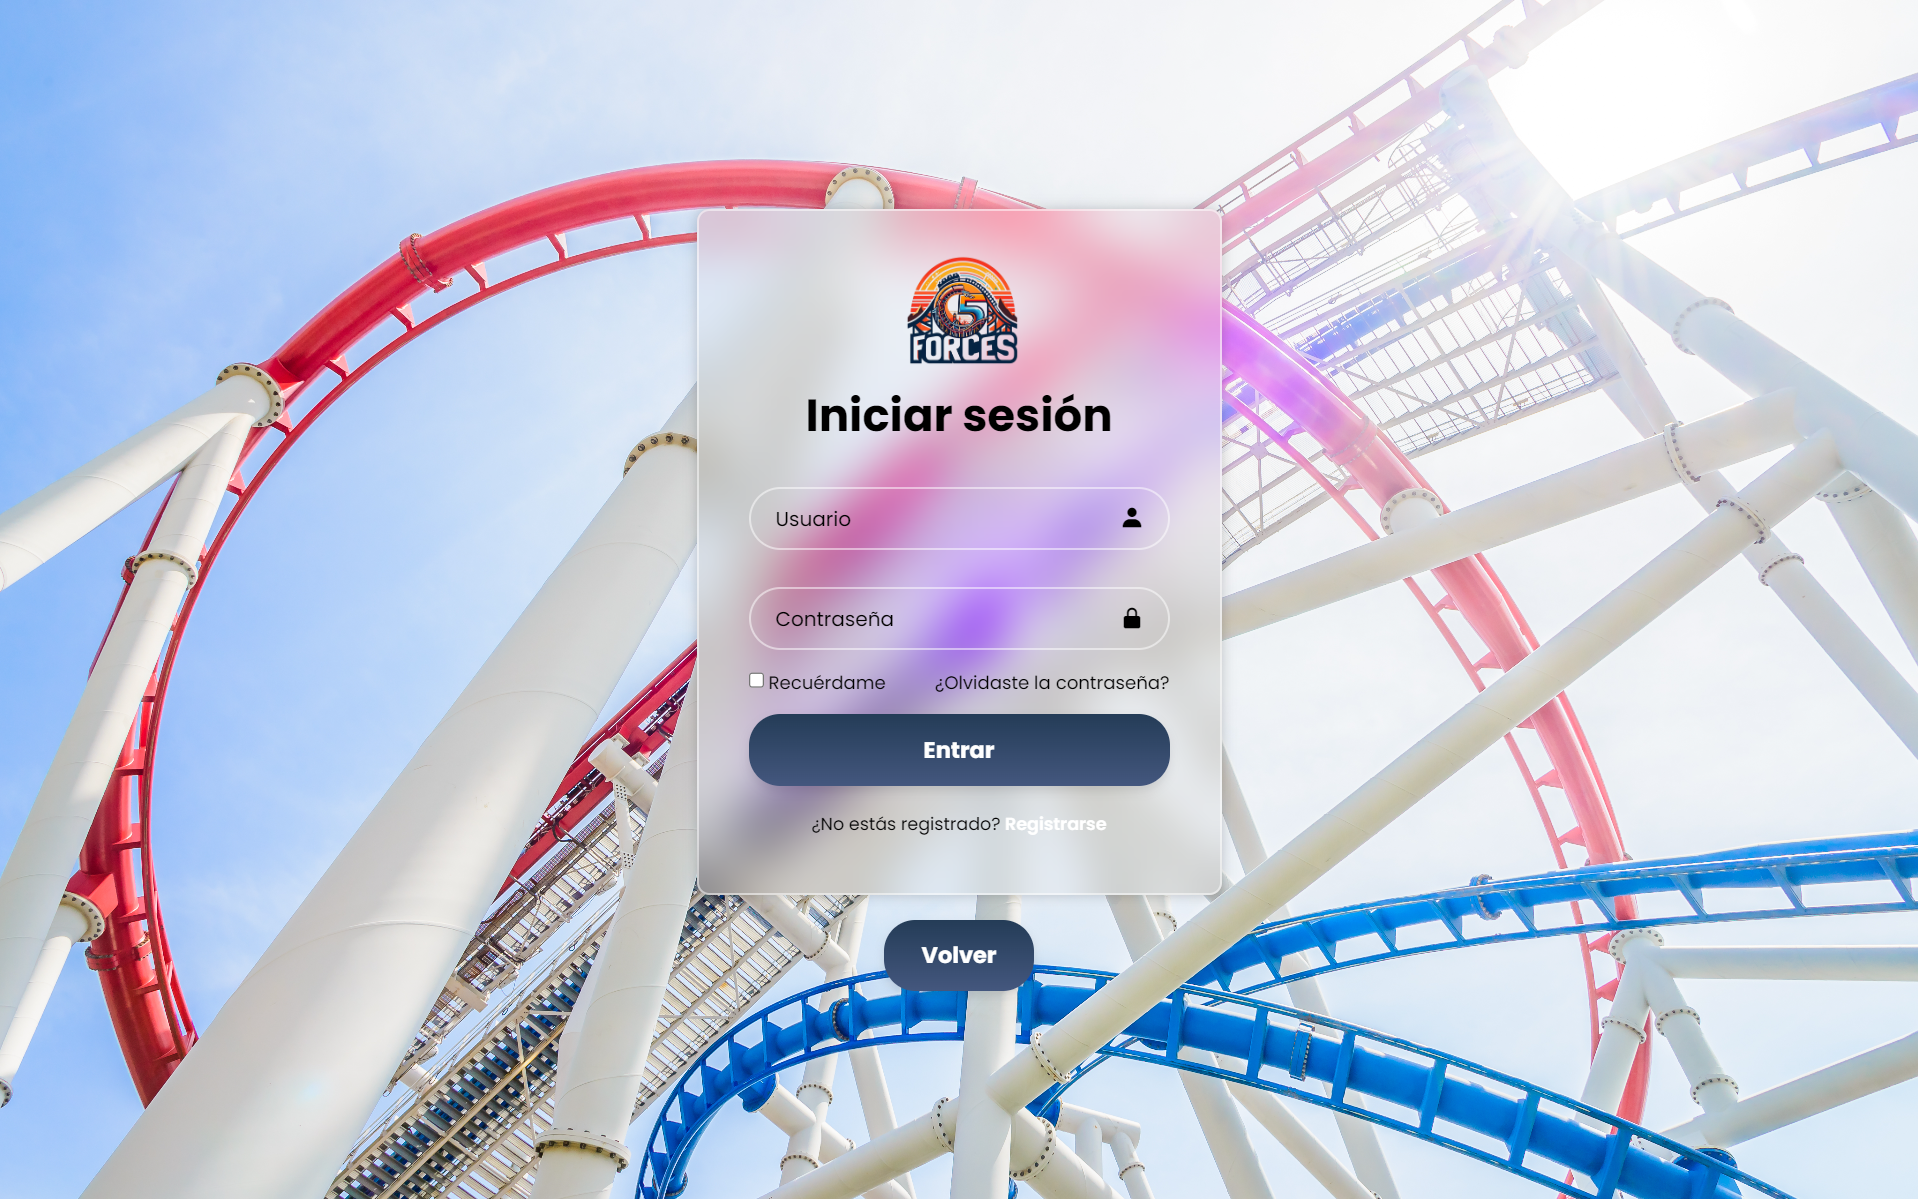 5
FORCES
Iniciar sesión
Usuario
Contraseña
Recuérdame ¿Olvidaste la contraseña?
Entrar
¿No estás registrado? Registrarse
Volver